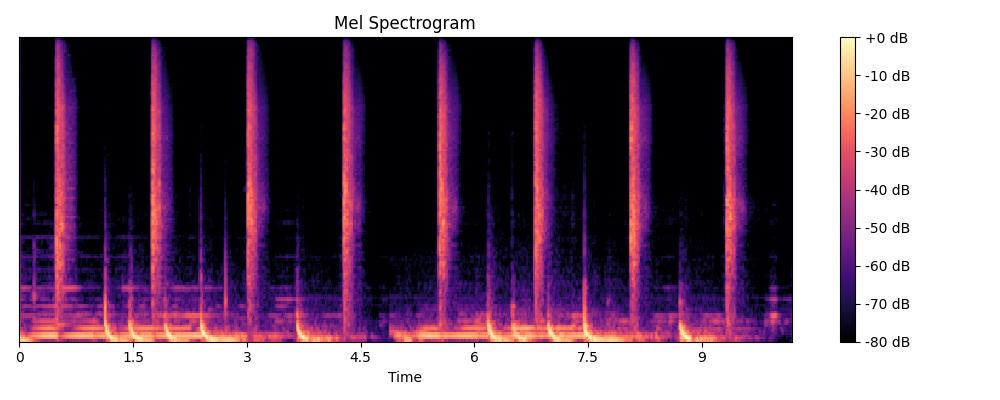 Mel Spectrogram
+0 dB
-10 dB
-20 dB
-30 dB
-40 dB
-50 dB
-60 dB
-70 dB
-80 dB
0 1.5 3 4.5 6 7.5 9
Time